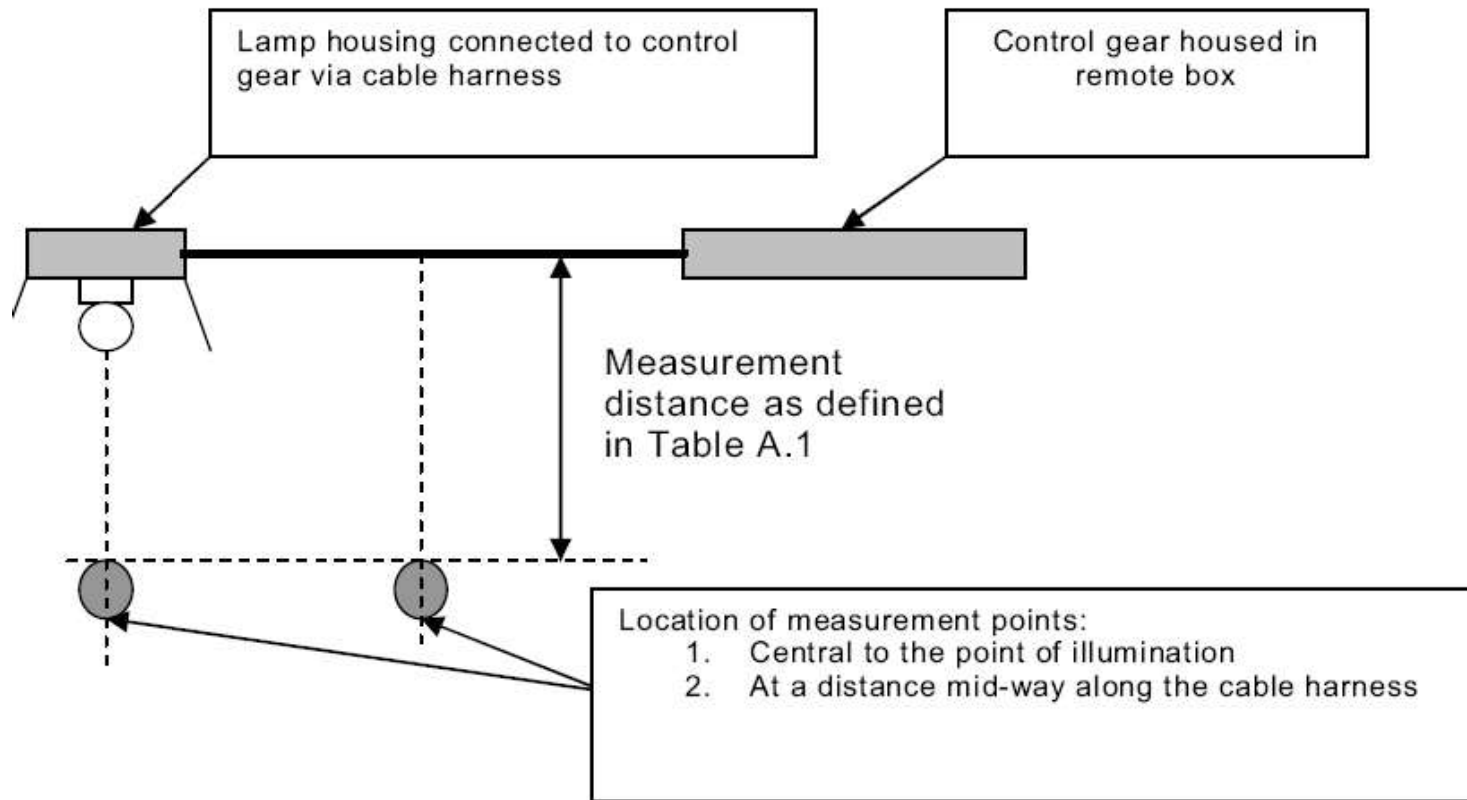 Lamp housing connected to control
gear via cable harness
Control gear housed in
remote box
Measurement
distance as defined
in Table A.1
Location of measurement points:
1. Central to the point of illumination
2. At a distance mid-way along the cable harness